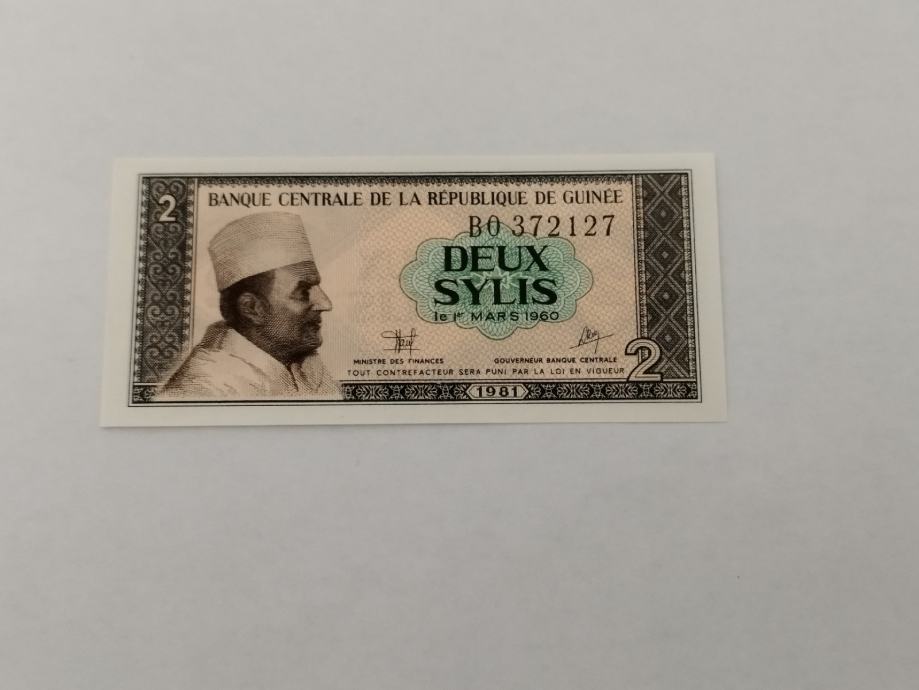 2
BANQUE CENTRALE DE LA RÉPUBLIQUE DE GUINÉE
BO 372127
DEUX
SYLIS
le 1er MARS 1960
MINISTRE DES FINANCES
GOUVERNEUR BANQUE CENTRALE
TOUT CONTREFACTEUR SERA PUNI PAR LA LOI EN VIGUEUR
2
1981